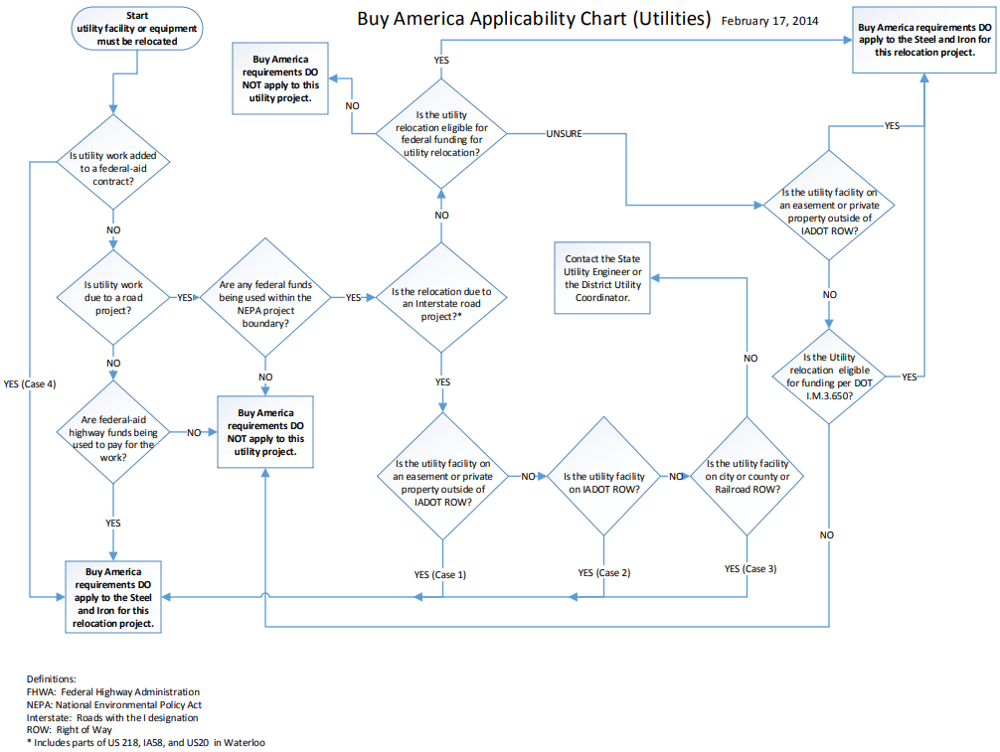 Buy America Applicability Chart (Utilities) February 17, 2014
Start
utility facility or equipment
must be relocated
Buy America
requirements DO
NOT apply to this
utility project.
Buy America requirements DO
apply to the Steel and Iron for
this relocation project.
YES
NO
Is the utility
relocation eligible for
federal funding for
utility relocation?
UNSURE
YES
Is utility work added
to a federal-aid
contract?
NO
Is the utility facility on
an easement or private
property outside of
IADOT ROW?
NO
NO
Is utility work
due to a road
project?
YES
Are any federal funds
being used within the
NEPA project
boundary?
YES
Is the relocation due to
an Interstate road
project?*
Contact the State
Utility Engineer or
the District Utility
Coordinator.
NO
NO
NO
YES
NO
YES (Case 4)
Is the Utility
relocation eligible
for funding per DOT
I.M.3.650?
YES
Are federal-aid
highway funds being
used to pay for the
work?
NO
Buy America
requirements DO
NOT apply to this
utility project.
Is the utility facility on
an easement or private
property outside of
IADOT ROW?
NO
Is the utility facility
on IADOT ROW?
NO
Is the utility facility
on city or county or
Railroad ROW?
YES
NO
YES (Case 1)
YES (Case 2)
YES (Case 3)
Buy America
requirements DO
apply to the Steel
and Iron for this
relocation project.
Definitions:
FHWA: Federal Highway Administration
NEPA: National Environmental Policy Act
Interstate: Roads with the I designation
ROW: Right of Way
* Includes parts of US 218, IA58, and US20 in Waterloo